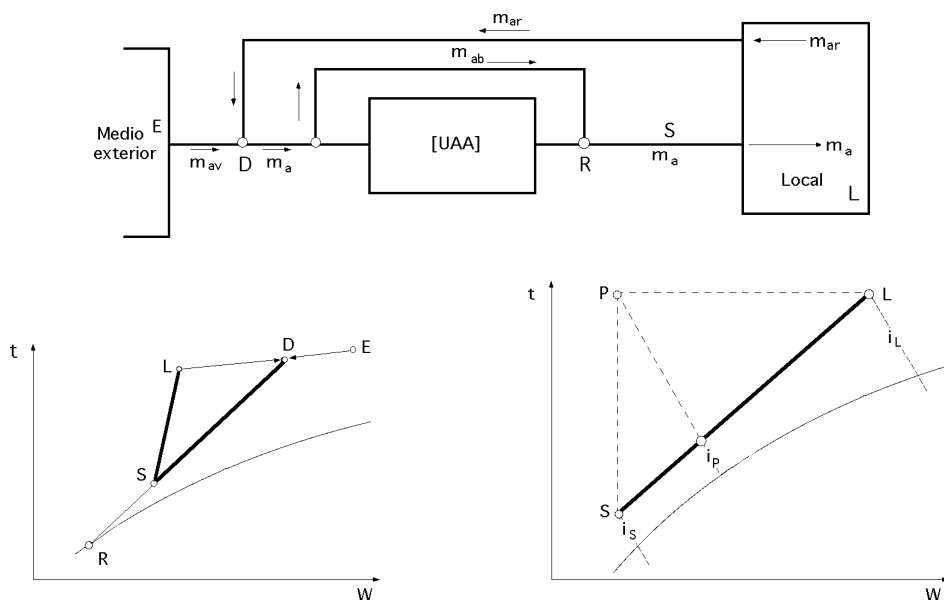 m ar
m ar
m ab
E
Medio
exterior
[UAA]
S
m av
D
m a
R
m a
m a
Local
L
t
P
L
i L
t
D
E
L
S
i P
S
i S
R
W
W